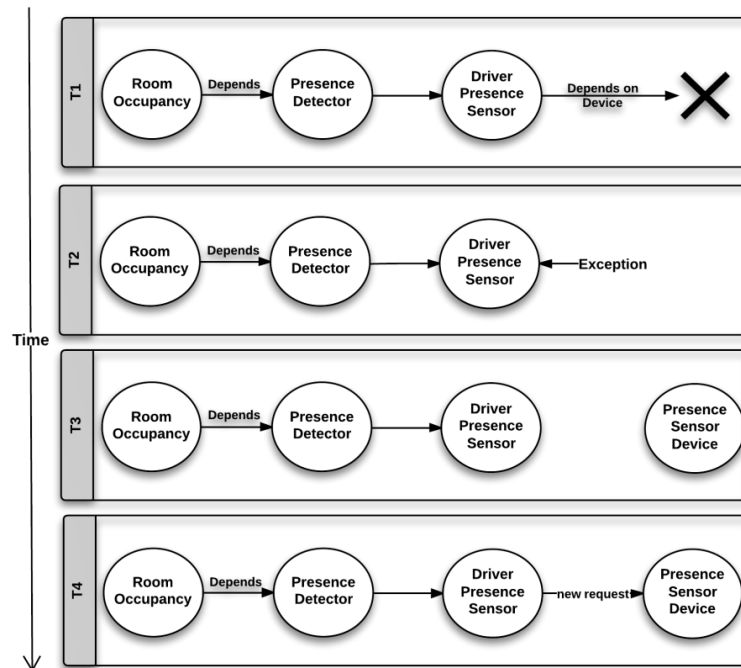 T1
Room
Occupancy
Depends
Presence
Detector
Driver
Presence
Sensor
Depends on
Device
T2
Room
Occupancy
Depends
Presence
Detector
Driver
Presence
Sensor
Exception
Time
T3
Room
Occupancy
Depends
Presence
Detector
Driver
Presence
Sensor
Presence
Sensor
Device
T4
Room
Occupancy
Depends
Presence
Detector
Driver
Presence
Sensor
new request
Presence
Sensor
Device